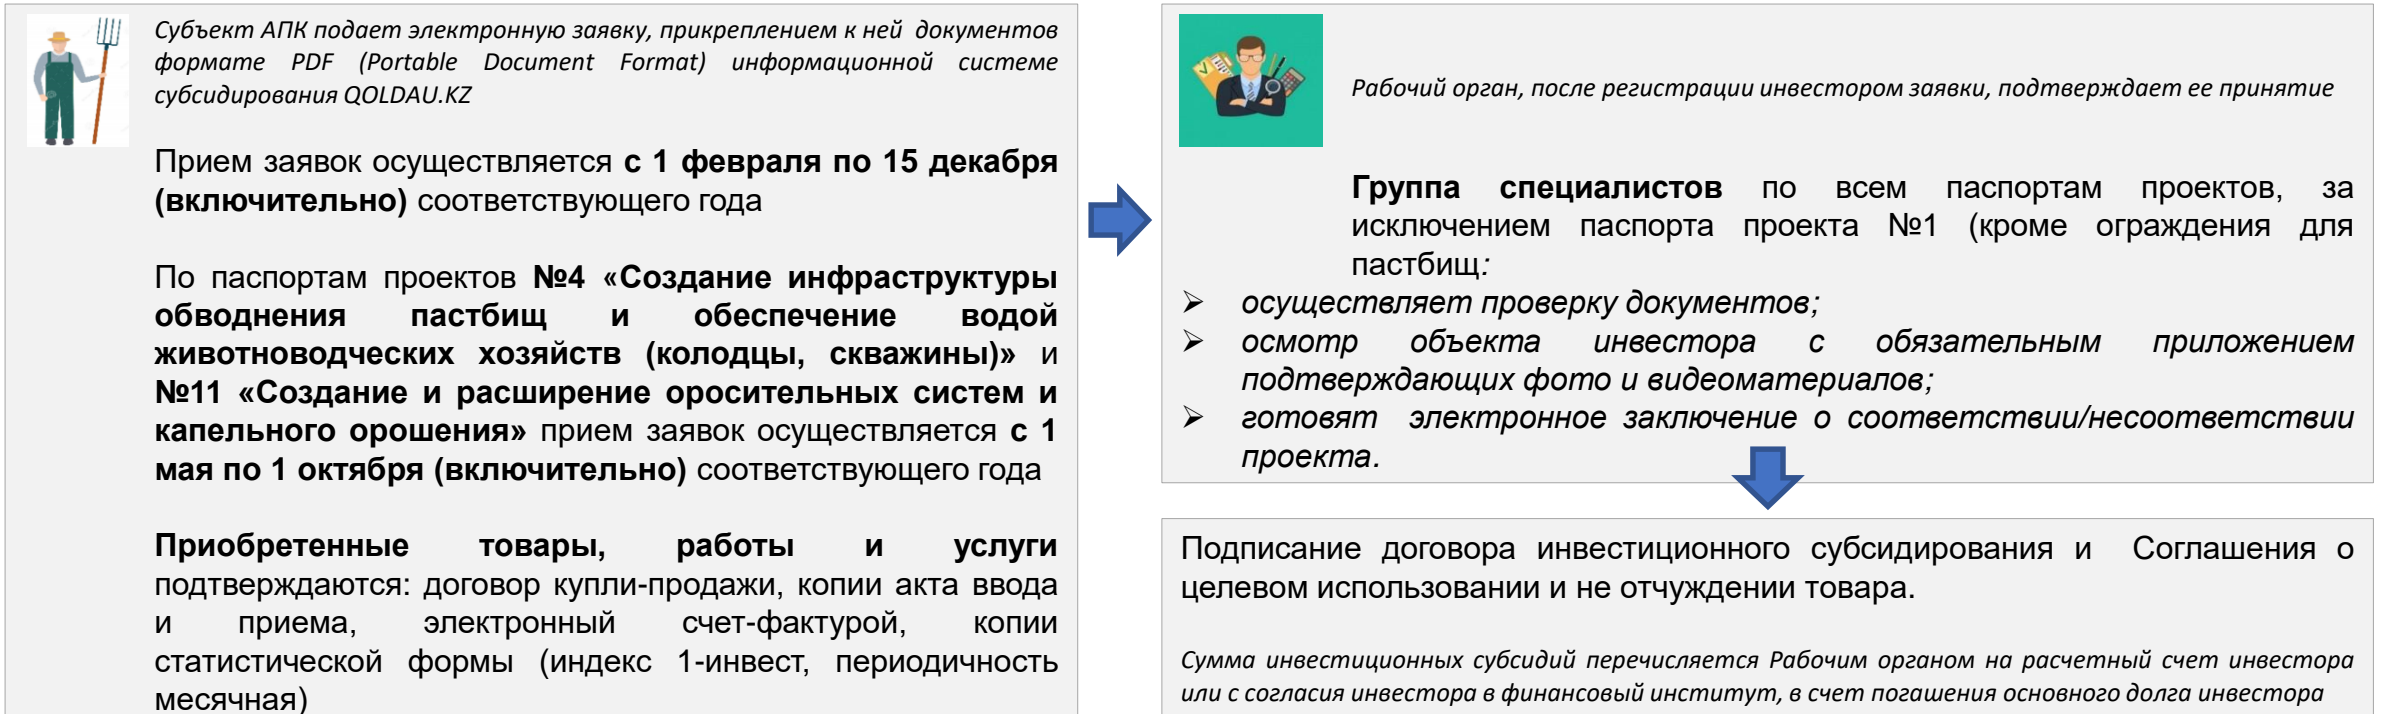 Субъект АПК подает электронную заявку, прикреплением к ней документов
формате PDF (Portable Document Format) информационной системе
субсидирования QOLDAU.KZ
Прием заявок осуществляется с 1 февраля по 15 декабря
(включительно) соответствующего года
По паспортам проектов №4 «Создание инфраструктуры
обводнения пастбищ и обеспечение водой
животноводческих хозяйств (колодцы, скважины)» и
№11 «Создание и расширение оросительных систем и
капельного орошения» прием заявок осуществляется с 1
мая по 1 октября (включительно) соответствующего года
Приобретенные товары, работы и услуги
подтверждаются: договор купли-продажи, копии акта ввода
и приема, электронный счет-фактурой, копии
статистической формы (индекс 1-инвест, периодичность
месячная)
Рабочий орган, после регистрации инвестором заявки, подтверждает ее принятие
Группа специалистов по всем паспортам проектов, за
исключением паспорта проекта №1 (кроме ограждения для
пастбищ:
➢ осуществляет проверку документов;
➢ осмотр объекта инвестора с обязательным приложением
подтверждающих фото и видеоматериалов;
➢ готовят электронное заключение о соответствии/несоответствии
проекта.
Подписание договора инвестиционного субсидирования и Соглашения о
целевом использовании и не отчуждении товара.
Сумма инвестиционных субсидий перечисляется Рабочим органом на расчетный счет инвестора
или с согласия инвестора в финансовый институт, в счет погашения основного долга инвестора